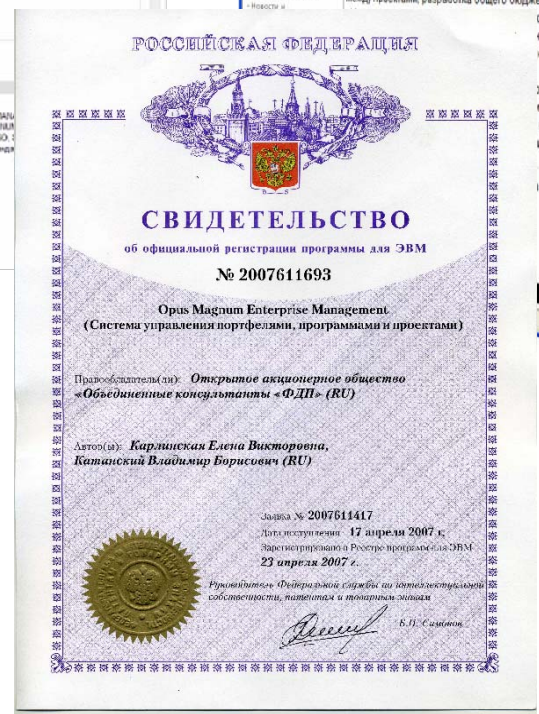 - Новости и
РОССИЙСКАЯ ФЕДЕРАЦИЯ
СВИДЕТЕЛЬСТВО
об официальной регистрации программы для ЭВМ
№ 2007611693
Opus Magnum Enterprise Management
(Система управления портфелями, программами и проектами)
Правообладатель(ли): Открытое акционерное общество
«Объединенные консультанты «ФДП» (RU)
Автор(ы): Карлинская Елена Викторовна,
Катанский Владимир Борисович (RU)
Заявка № 2007611417
Дата поступления 17 апреля 2007 г.
Зарегистрировано в Реестре программ для ЭВМ
23 апреля 2007 г.
Руководитель Федеральной службы по интеллектуальной
собственности, патентам и товарным знакам
Б.П. Симонов